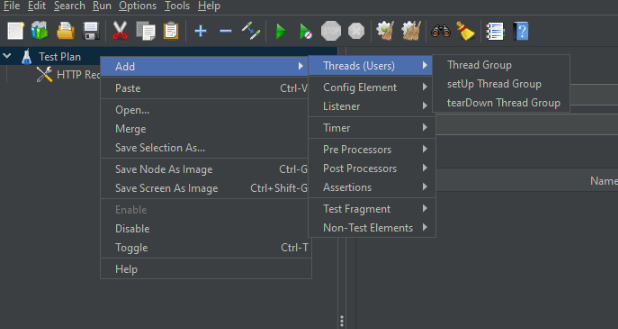 File Edit Search Run Options Tools Help
Test Plan
HTTP Rec
Add
Paste Ctrl-V
Open...
Merge
Save Selection As...
Save Node As Image Ctrl-G
Save Screen As Image Ctrl+Shift-G
Enable
Disable
Toggle Ctrl-T
Help
Threads (Users)
Config Element
Listener
Timer
Pre Processors
Post Processors
Assertions
Test Fragment
Non-Test Elements
Thread Group
setUp Thread Group
tearDown Thread Group
Name